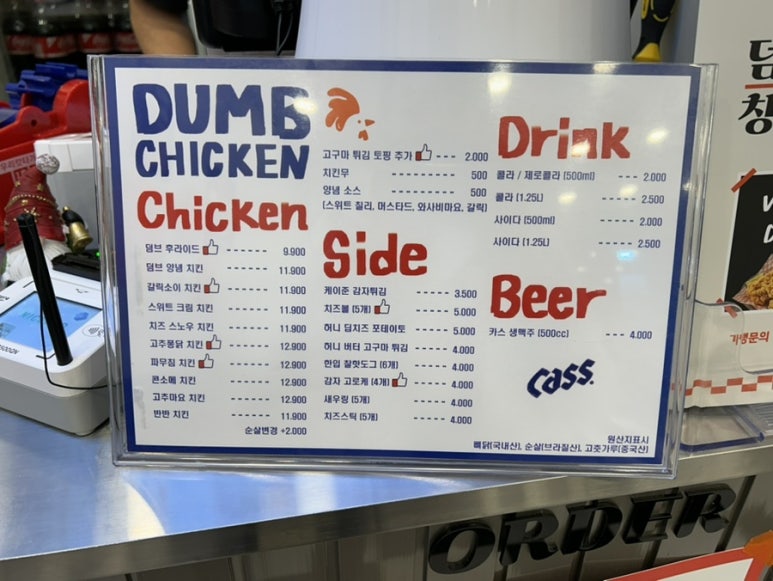 DUMB
CHICKEN
Chicken
덤브 후라이드 ------ 9.900
덤브 양념 치킨 ------ 11.900
갈릭소이 치킨 ------ 11.900
스위트 크림 치킨 ------ 11.900
치즈 스노우 치킨 ------ 11.900
고추퐁닭 치킨 ------ 12.900
파무침 치킨 ------ 12.900
콘소메 치킨 ------ 12.900
고추마요 치킨 ------ 12.900
반반 치킨 ------ 11.900
순살변경 +2.000
고구마 튀김 토핑 추가 ---- 2.000
치킨무 -------- 500
양념 소스 -------- 500
(스위트 칠리, 머스타드, 와사비마요, 갈릭)
Side
케이준 감자튀김 ------ 3.500
치즈볼 (5개) ------ 5.000
허니 딥치즈 포테이토 ---- 5.000
허니 버터 고구마 튀김 ---- 4.000
한입 찰핫도그 (6개) ------ 4.000
감자 고로케 (4개) ---- 4.000
새우링 (5개) ------ 4.000
치즈스틱 (5개) ------ 4.000
Drink
콜라 / 제로콜라 (500ml) --- 2.000
콜라 (1.25L) ------ 2.500
사이다 (500ml) ------ 2.000
사이다 (1.25L) ------ 2.500
Beer
카스 생맥주 (500cc) --- 4.000
Cass.
원산지표시
뼈닭(국내산), 순살(브라질산), 고춧가루(중국산)
ORDER